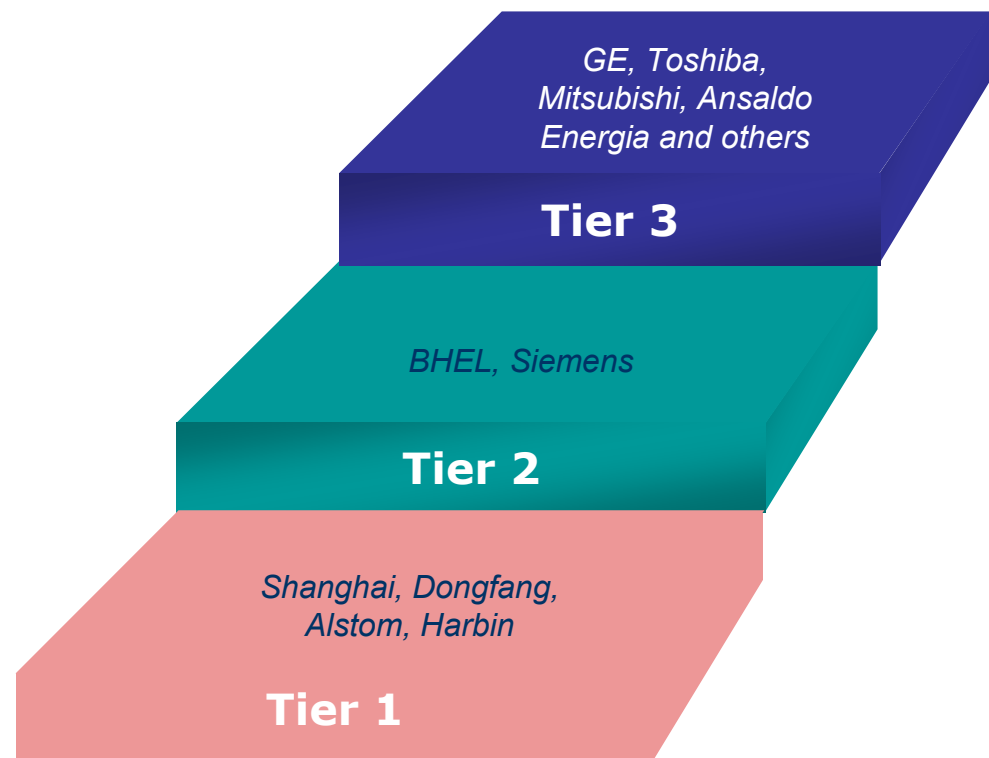 GE, Toshiba,
Mitsubishi, Ansaldo
Energia and others
Tier 3
BHEL, Siemens
Tier 2
Shanghai, Dongfang,
Alstom, Harbin
Tier 1